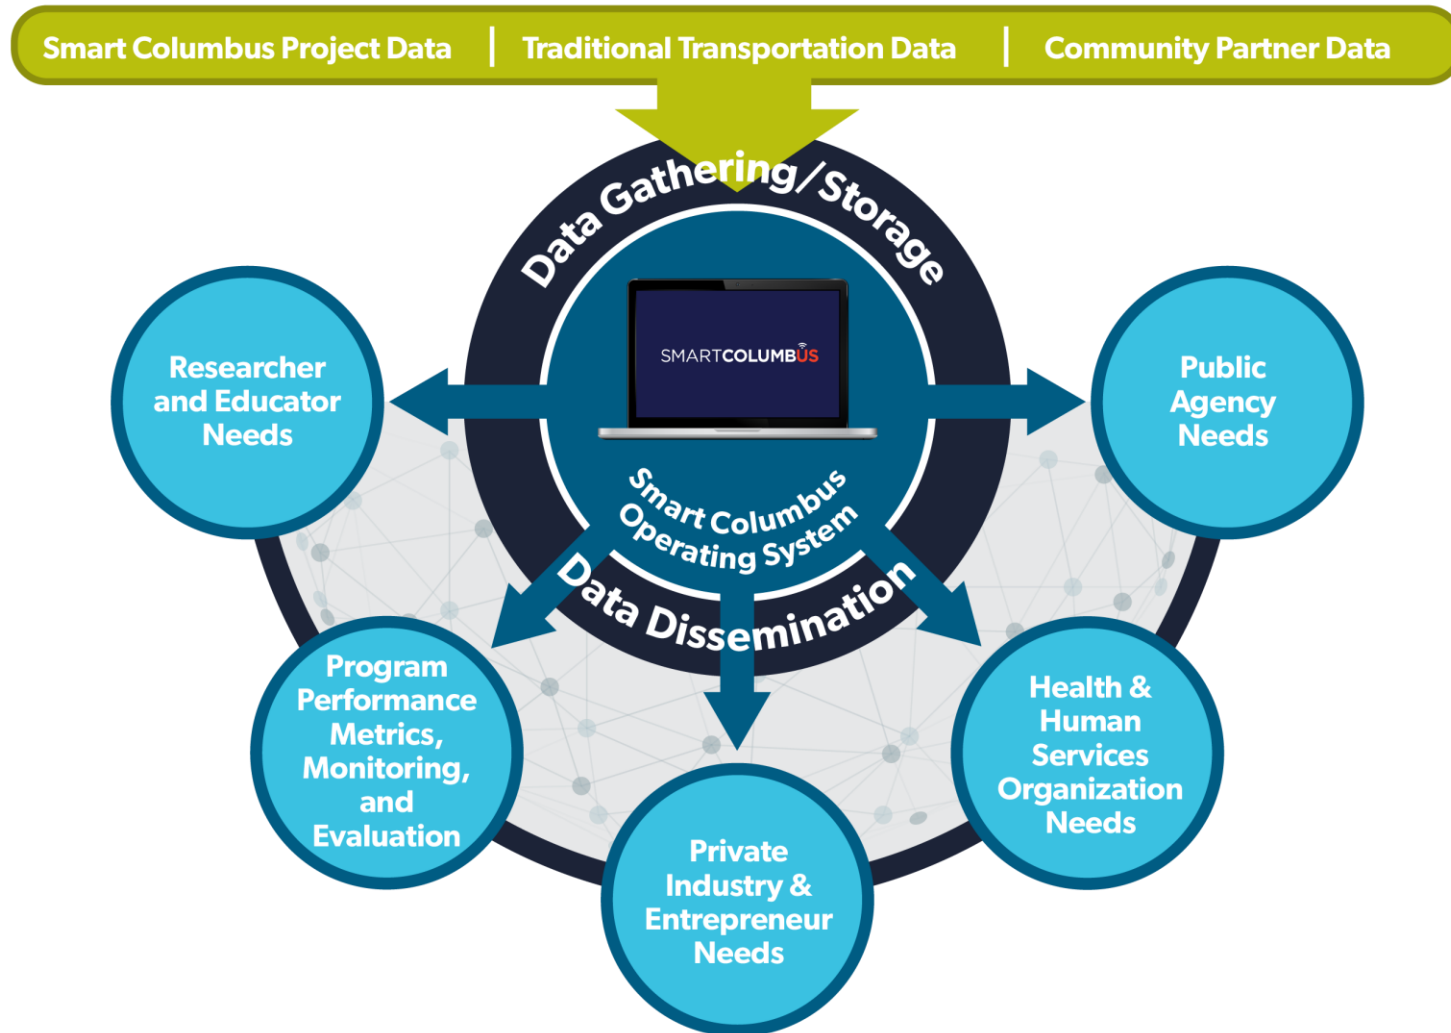 Smart Columbus Project Data | Traditional Transportation Data | Community Partner Data
Data Gathering/Storage
SMARTCOLUMBUS
Smart Columbus
Operating System
Data Dissemination
Researcher
and Educator
Needs
Public
Agency
Needs
Program
Performance
Metrics,
Monitoring,
and
Evaluation
Private
Industry &
Entrepreneur
Needs
Health &
Human
Services
Organization
Needs